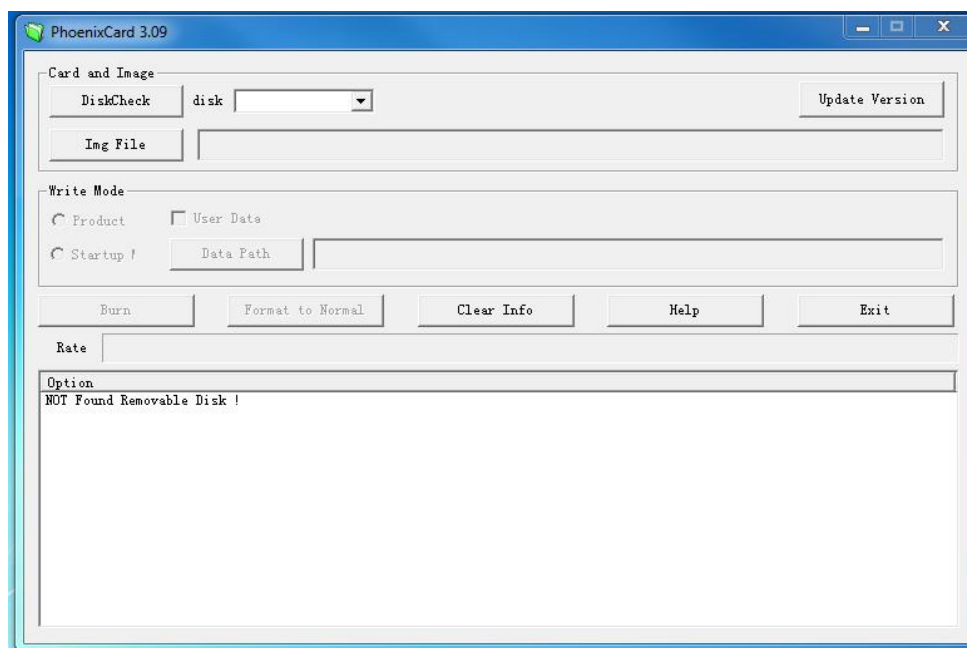 PhoenixCard 3.09
Card and Image
DiskCheck disk Update Version
Img File
Write Mode
Product User Data
Startup ! Data Path
Burn Format to Normal Clear Info Help Exit
Rate
Option
NOT Found Removable Disk !